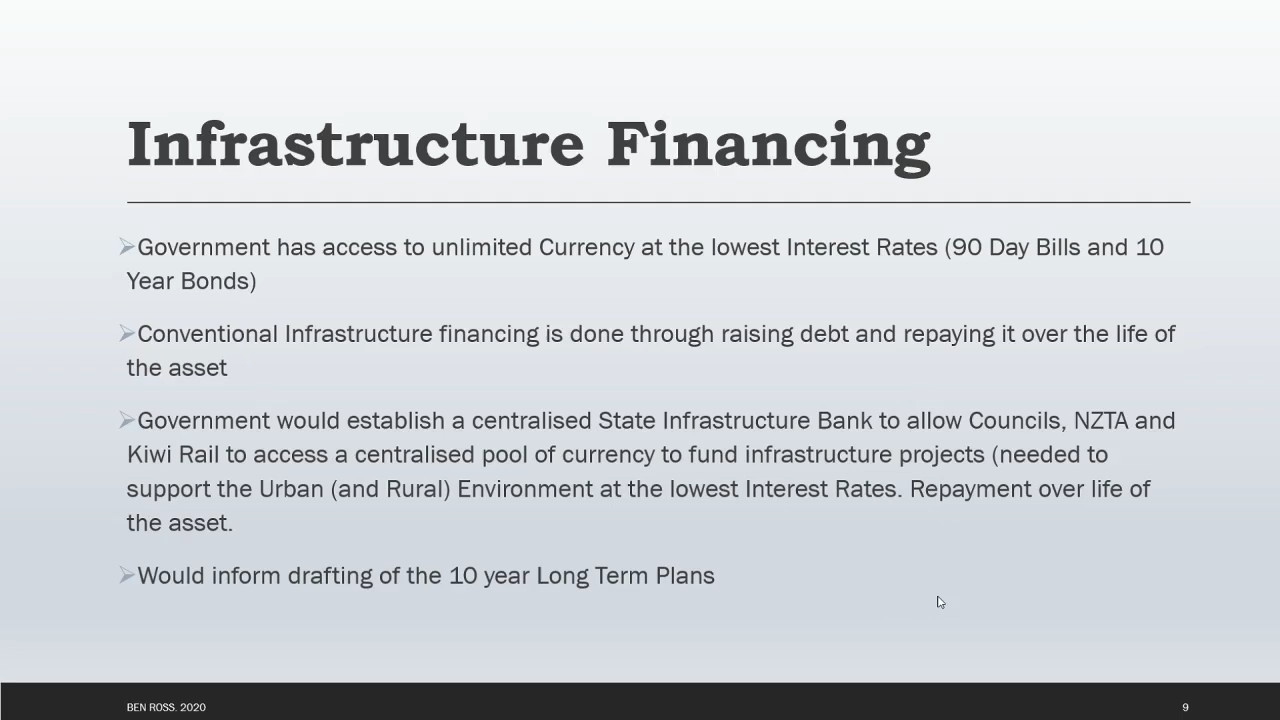 Infrastructure Financing
Government has access to unlimited Currency at the lowest Interest Rates (90 Day Bills and 10
Year Bonds)
Conventional Infrastructure financing is done through raising debt and repaying it over the life of
the asset
Government would establish a centralised State Infrastructure Bank to allow Councils, NZTA and
Kiwi Rail to access a centralised pool of currency to fund infrastructure projects (needed to
support the Urban (and Rural) Environment at the lowest Interest Rates. Repayment over life of
the asset.
Would inform drafting of the 10 year Long Term Plans
BEN ROSS. 2020
9